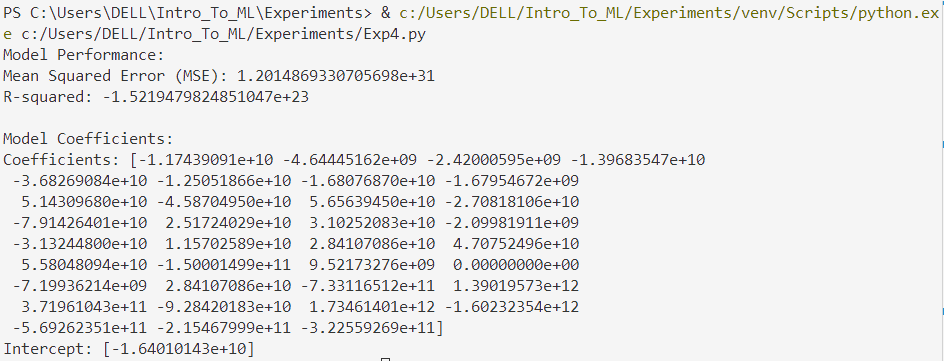 PS C:\Users\DELL\Intro_To_ML\Experiments> & c:/Users/DELL/Intro_To_ML/Experiments/venv/Scripts/python.ex
e c:/Users/DELL/Intro_To_ML/Experiments/Exp4.py
Model Performance:
Mean Squared Error (MSE): 1.2014869330705698e+31
R-squared: -1.5219479824851047e+23

Model Coefficients:
Coefficients: [-1.17439091e+10 -4.64445162e+09 -2.42000595e+09 -1.39683547e+10
 -3.68269084e+10 -1.25051866e+10 -1.68076870e+10 -1.67954672e+09
  5.14309680e+10 -4.58704950e+10  5.65639450e+10 -2.70818106e+10
 -7.91426401e+10  2.51724029e+10  3.10252083e+10 -2.09981911e+09
 -3.13244800e+10  1.15702589e+10  2.84107086e+10  4.70752496e+10
  5.58048094e+10 -1.50001499e+11  9.52173276e+09  0.00000000e+00
 -7.19936214e+09  2.84107086e+10 -7.33116512e+11  1.39019573e+12
  3.71961043e+11 -9.28420183e+10  1.73461401e+12 -1.60232354e+12
 -5.69262351e+11 -2.15467999e+11 -3.22559269e+11]
Intercept: [-1.64010143e+10]